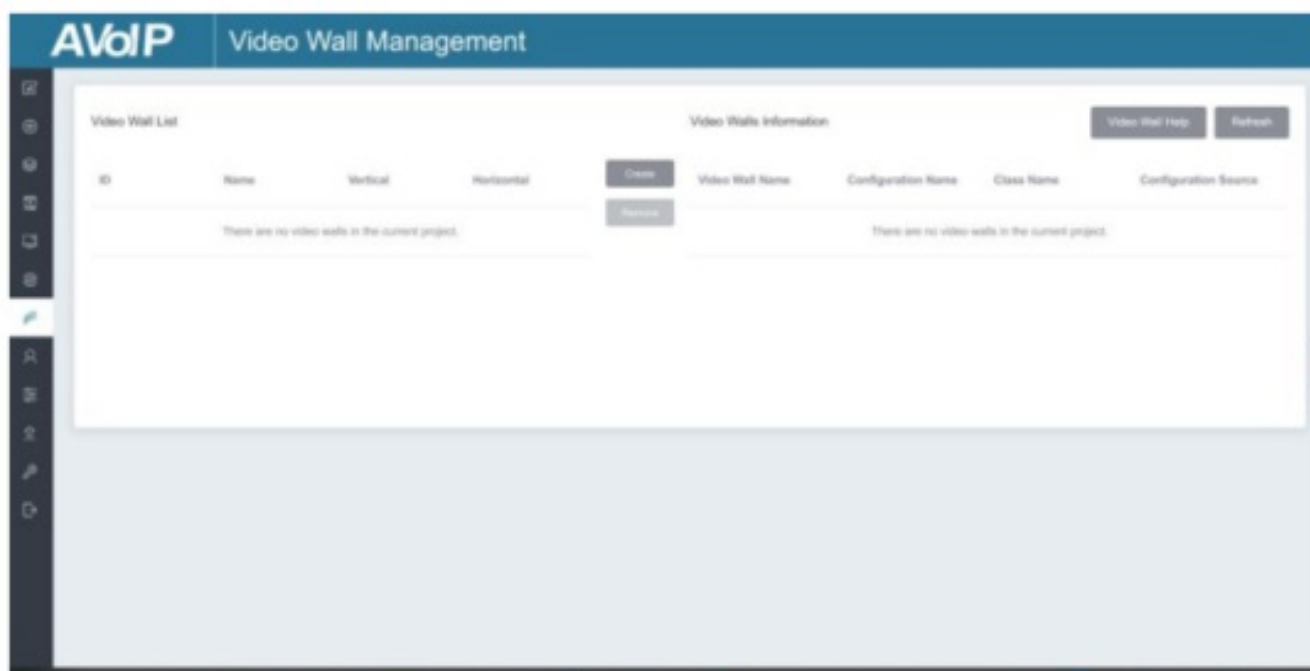 AVoIP
Video Wall Management
Video Wall List
ID Name Vertical Horizontal
There are no video walls in the current project.
Create
Remove
Video Walls Information
Video Wall Help
Refresh
Video Wall Name Configuration Name Class Name Configuration Source
There are no video walls in the current project.